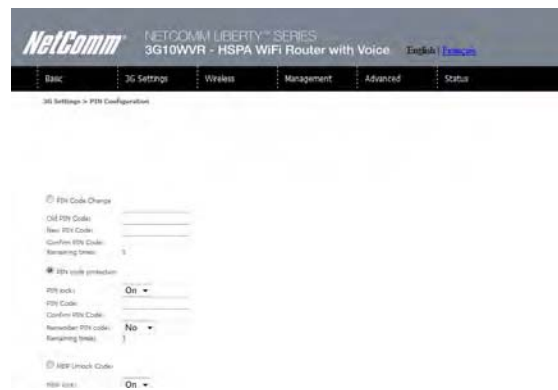 NetComm
NETCOMM LIBERTY™ SERIES
3G10WVR - HSPA WiFi Router with Voice
English | Français
Basic
3G Settings
Wireless
Management
Advanced
Status
3G Settings > PIN Configuration
PIN Code Change
Old PIN Code:
New PIN Code:
Confirm PIN Code:
Remaining times: 3
PIN code protection
PIN lock: On
PIN Code:
Confirm PIN Code:
Remember PIN code: No
Remaining times: 3
MEP Unlock Code:
MEP lock: On